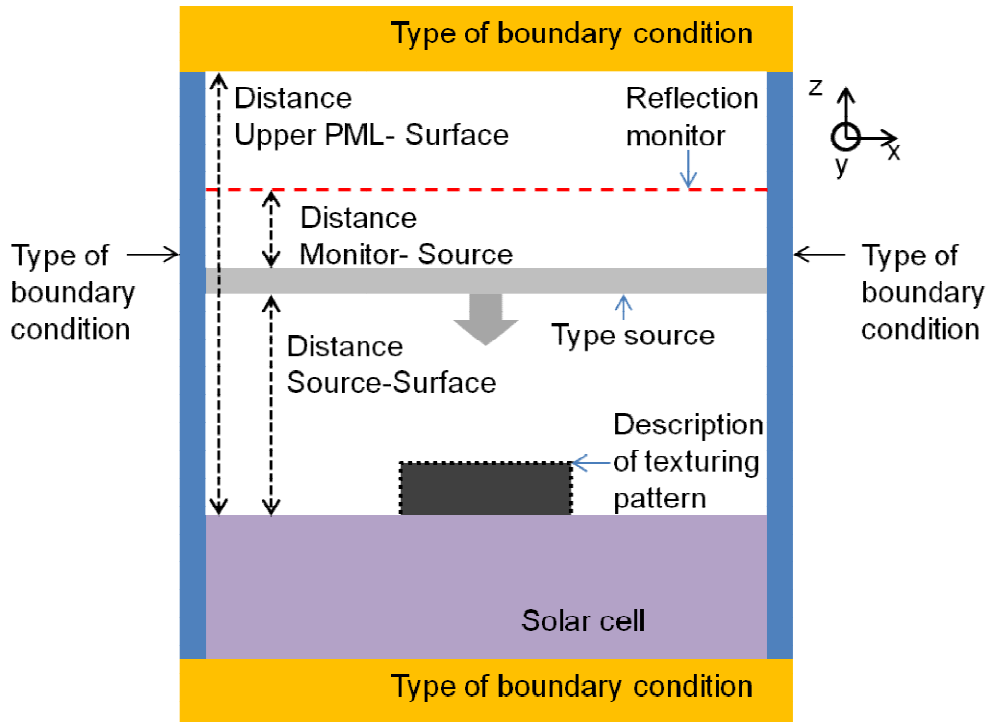 Type of boundary condition
Distance
Upper PML- Surface
Reflection
monitor
z
x
y
Distance
Monitor- Source
Type of
boundary
condition
Type of
boundary
condition
Type source
Distance
Source-Surface
Description
of texturing
pattern
Solar cell
Type of boundary condition